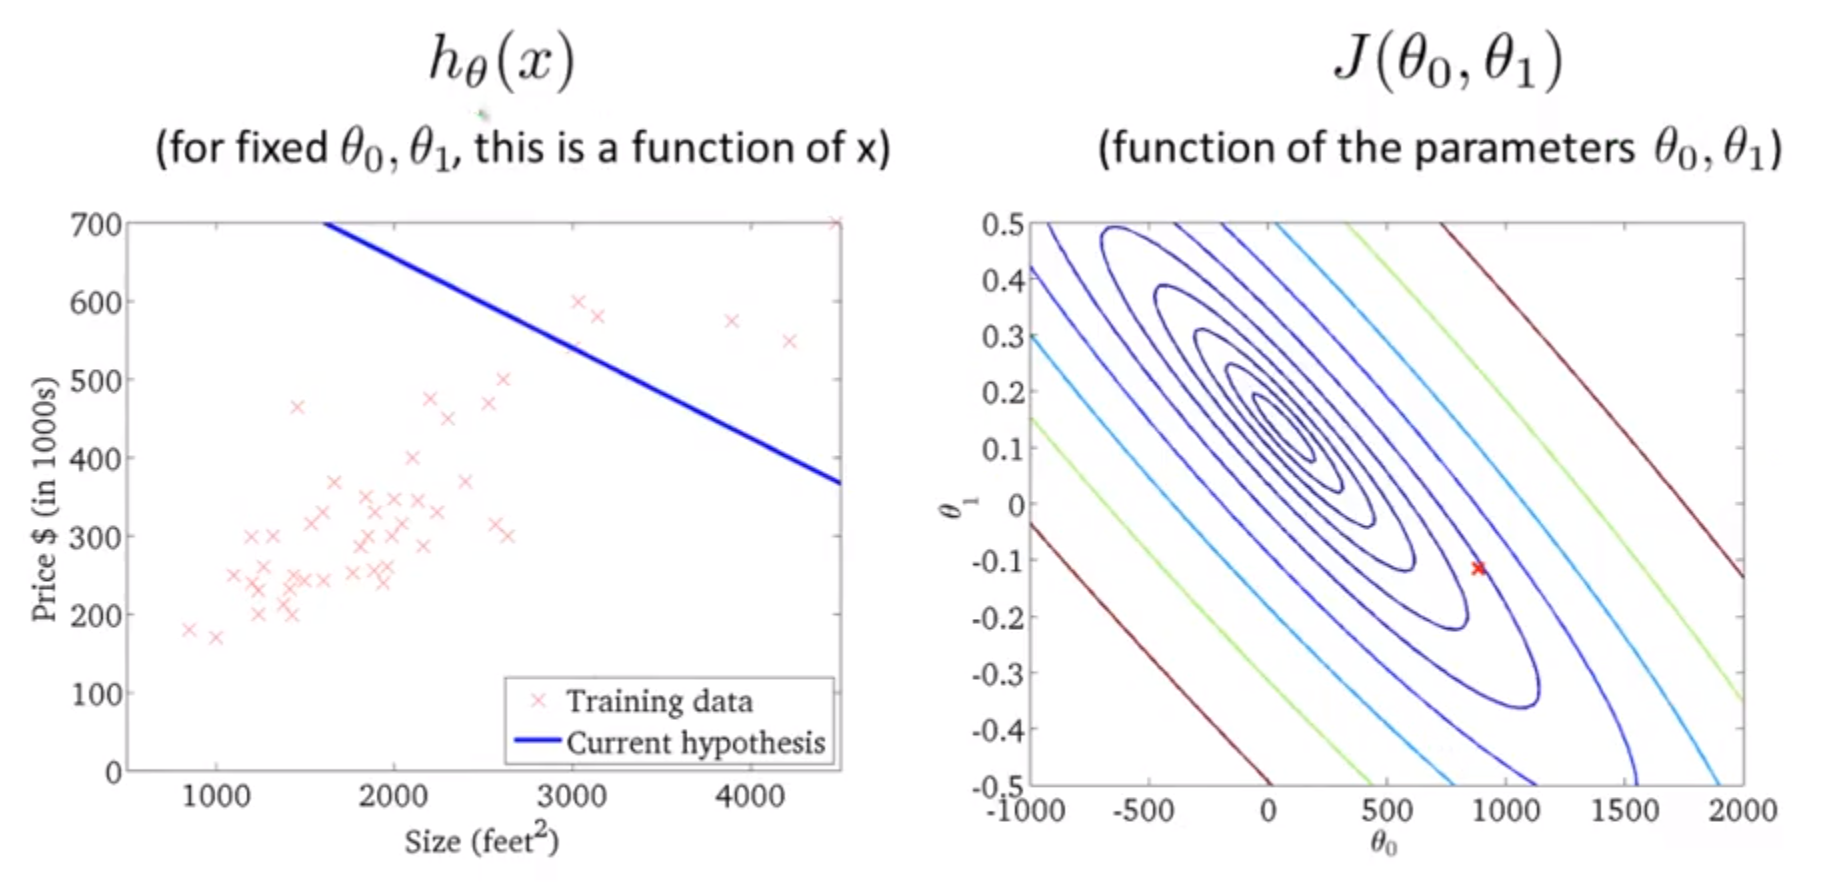 hθ(x)
(for fixed θ0, θ1, this is a function of x)
700
600
500
400
300
200
100
0
Price $ (in 1000s)
1000 2000 3000 4000
Size (feet²)
Training data
Current hypothesis
J(θ0, θ1)
(function of the parameters θ0, θ1)
0.5
0.4
0.3
0.2
0.1
0
-0.1
-0.2
-0.3
-0.4
-0.5
θ1
-1000 -500 0 500 1000 1500 2000
θ0